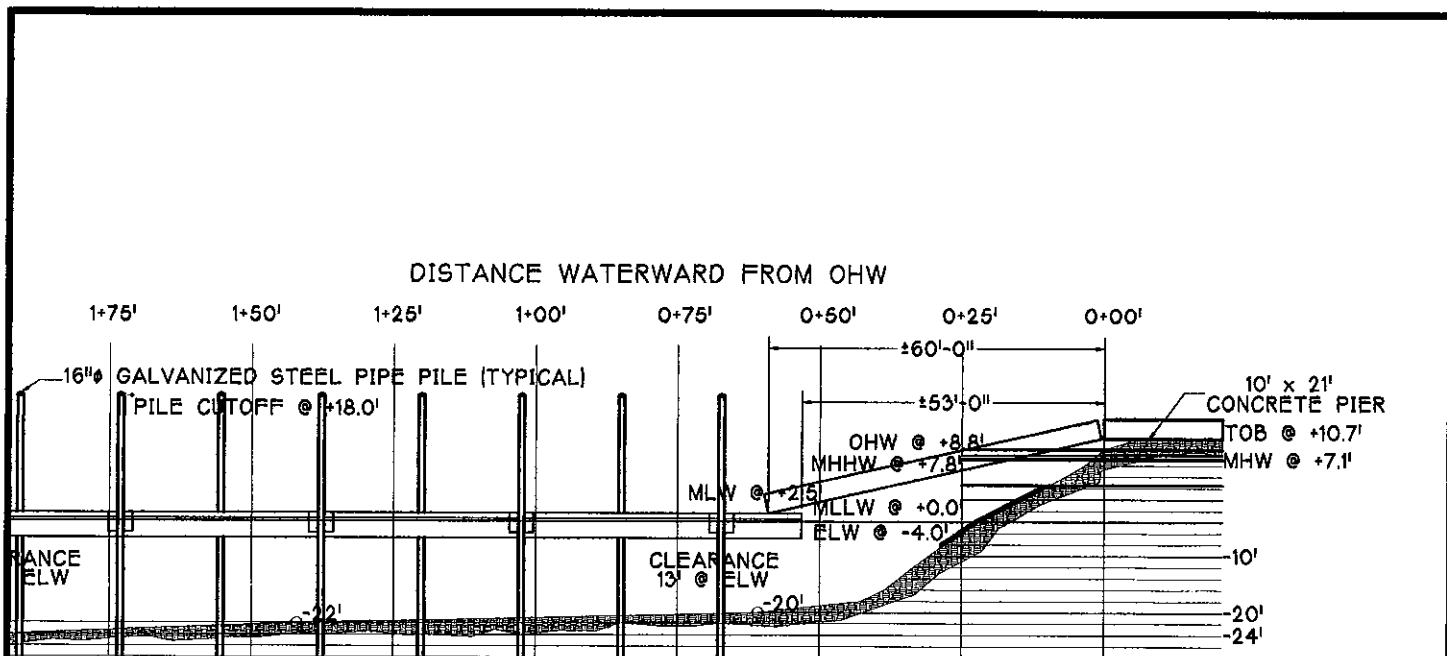 DISTANCE WATERWARD FROM OHW
1+75' 1+50' 1+25' 1+00' 0+75' 0+50' 0+25' 0+00'
±60'-0"
16"ø GALVANIZED STEEL PIPE PILE (TYPICAL)
PILE CUTOFF @ +18.0'
±53'-0"
10' x 21'
CONCRETE PIER
OHW @ +8.8'
TOB @ +10.7'
MHHW @ +7.8'
MHW @ +7.1'
MLW @ +2.5'
MLLW @ +0.0'
ELW @ -4.0'
RANCE
ELW
CLEARANCE
13' @ ELW
-10'
-22'
-20'
-20'
-24'